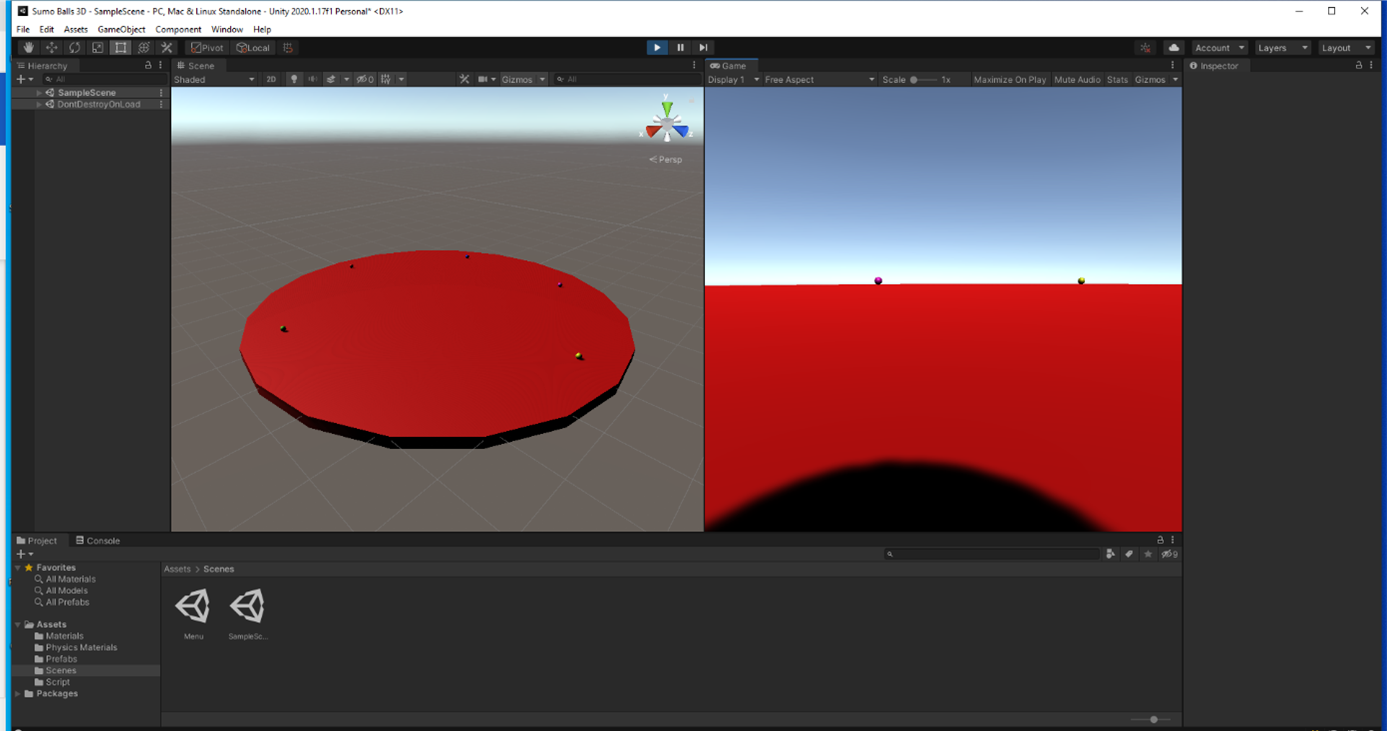 Sumo Balls 3D - SampleScene - PC, Mac & Linux Standalone - Unity 2020.1.17f1 Personal* <DX11>
File Edit Assets GameObject Component Window Help
Pivot Local Account Layers Layout
Hierarchy Scene Game Inspector
All Shaded 2D 0 Gizmos All Display 1 Free Aspect Scale 1x Maximize On Play Mute Audio Stats Gizmos
SampleScene
DontDestroyOnLoad
y
x z
Persp
Project Console
9
Favorites Assets > Scenes
All Materials
All Models
All Prefabs
Assets
Materials Menu SampleSc...
Physics Materials
Prefabs
Scenes
Script
Packages